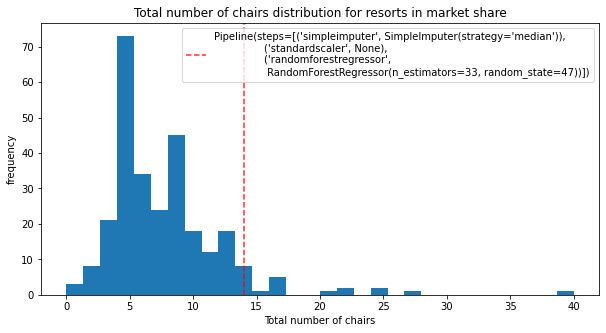 Total number of chairs distribution for resorts in market share
Pipeline(steps=[('simpleimputer', SimpleImputer(strategy='median')),
('standardscaler', None),
('randomforestregressor',
RandomForestRegressor(n_estimators=33, random_state=47))])
frequency
70
60
50
40
30
20
10
0
0 5 10 15 20 25 30 35 40
Total number of chairs